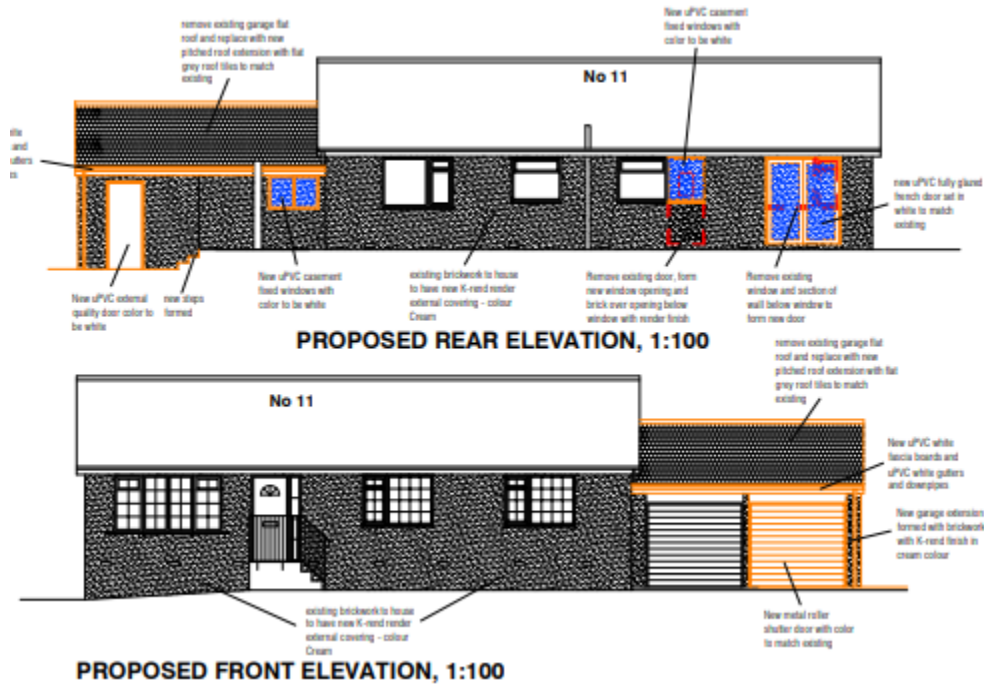 remove existing garage flat
roof and replace with new
pitched roof extension with flat
grey roof tiles to match
existing
New uPVC casement
fixed windows with
color to be white
No 11
and
new uPVC fully glazed
french door set in
white to match
existing
New uPVC external
quality door color to
be white
new steps
formed
New uPVC casement
fixed windows with
color to be white
existing brickwork to house
to have new K-rend render
external covering - colour
Cream
Remove existing door, form
new window opening and
brick over opening below
window with render finish
Remove existing
window and section of
wall below window to
form new door
PROPOSED REAR ELEVATION, 1:100
remove existing garage flat
roof and replace with new
pitched roof extension with flat
grey roof tiles to match
existing
No 11
New uPVC white
fascia boards and
uPVC white gutters
and downpipes
New garage extension
formed with brickwork
with K-rend finish in
cream colour
existing brickwork to house
to have new K-rend render
external covering - colour
Cream
New metal roller
shutter door with color
to match existing
PROPOSED FRONT ELEVATION, 1:100